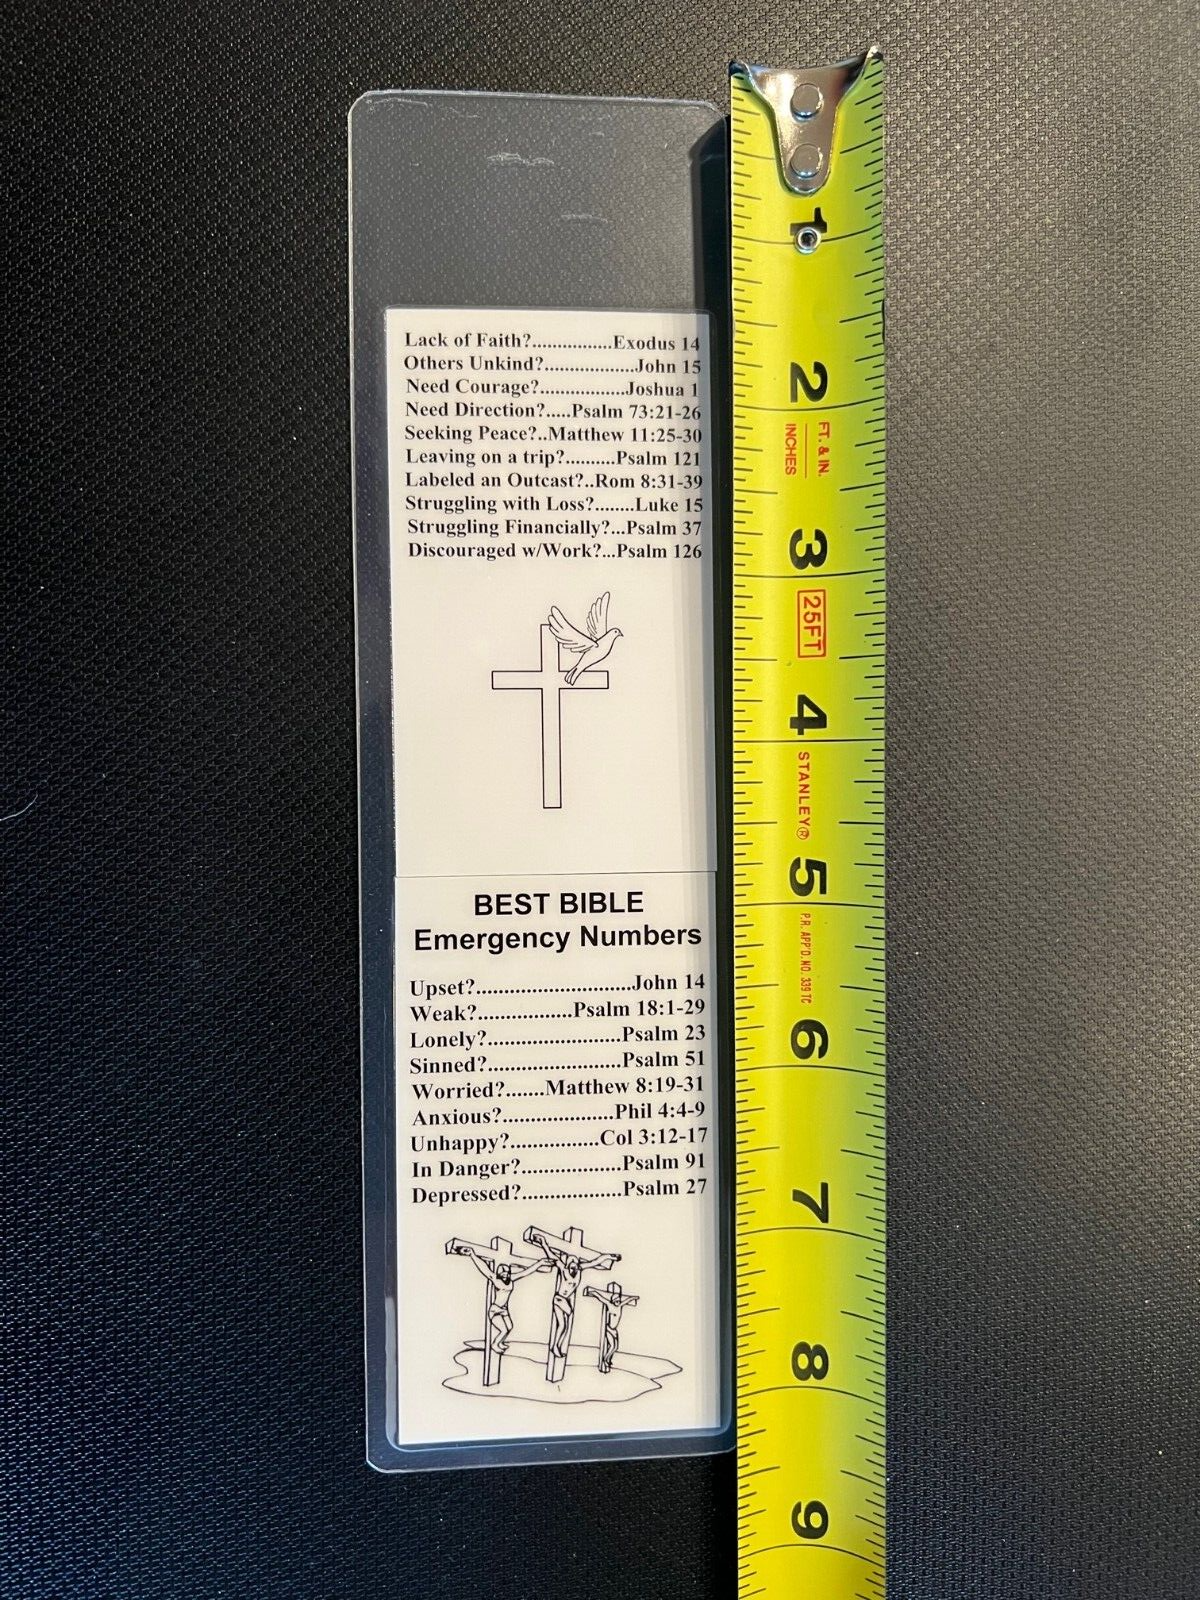 Lack of Faith?................Exodus 14
Others Unkind?...................John 15
Need Courage?.................Joshua 1
Need Direction?.....Psalm 73:21-26
Seeking Peace?..Matthew 11:25-30
Leaving on a trip?..........Psalm 121
Labeled an Outcast?..Rom 8:31-39
Struggling with Loss?........Luke 15
Struggling Financially?...Psalm 37
Discouraged w/Work?...Psalm 126
BEST BIBLE
Emergency Numbers
Upset?...............................John 14
Weak?..................Psalm 18:1-29
Lonely?..........................Psalm 23
Sinned?..........................Psalm 51
Worried?.......Matthew 8:19-31
Anxious?......................Phil 4:4-9
Unhappy?.................Col 3:12-17
In Danger?....................Psalm 91
Depressed?...................Psalm 27
1
2
FT. & IN.
INCHES
3
25FT
4
STANLEY®
5
P.R. APP'D. NO. 339 TC
6
7
8
9